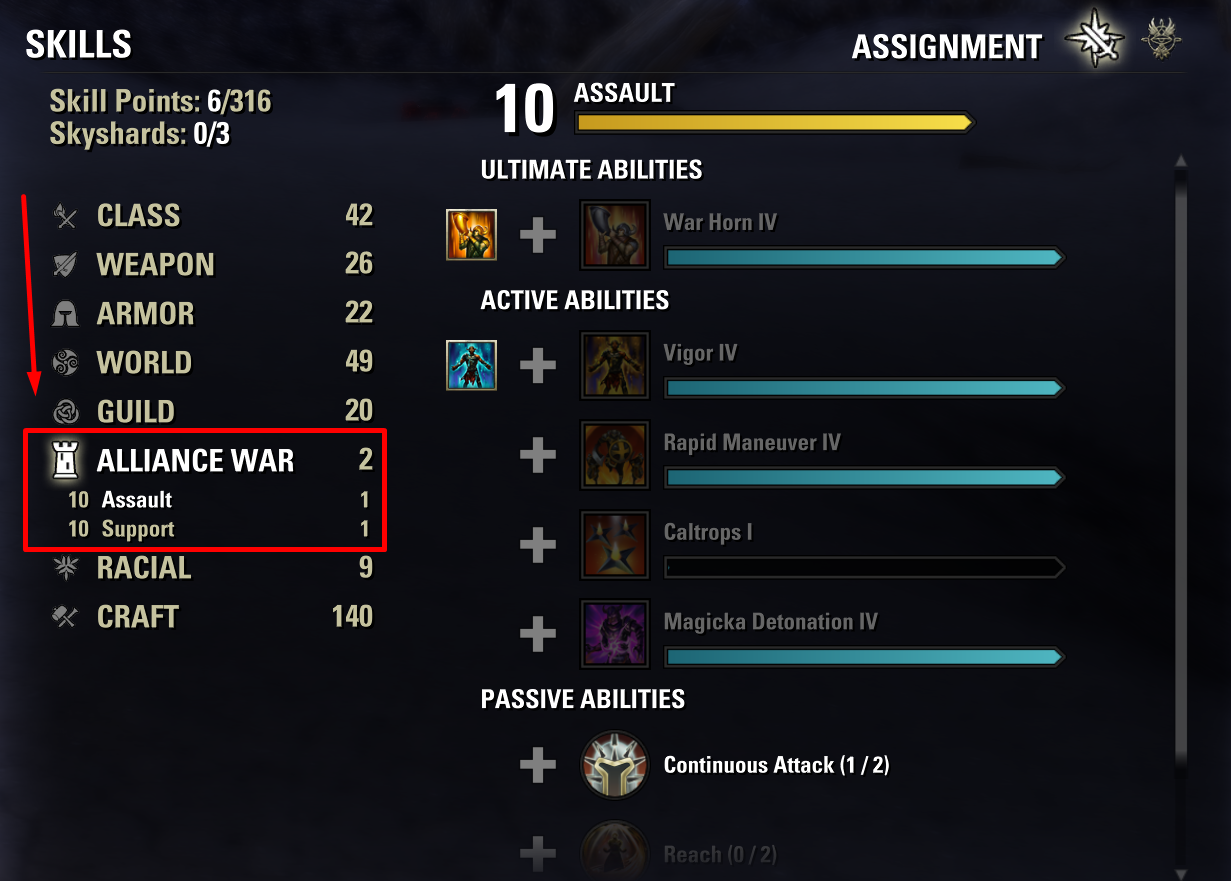 SKILLS
ASSIGNMENT
Skill Points: 6/316
Skyshards: 0/3
CLASS 42
WEAPON 26
ARMOR 22
WORLD 49
GUILD 20
ALLIANCE WAR 2
10 Assault 1
10 Support 1
RACIAL 9
CRAFT 140
10 ASSAULT
ULTIMATE ABILITIES
War Horn IV
ACTIVE ABILITIES
Vigor IV
Rapid Maneuver IV
Caltrops I
Magicka Detonation IV
PASSIVE ABILITIES
Continuous Attack (1 / 2)
Reach (0 / 2)